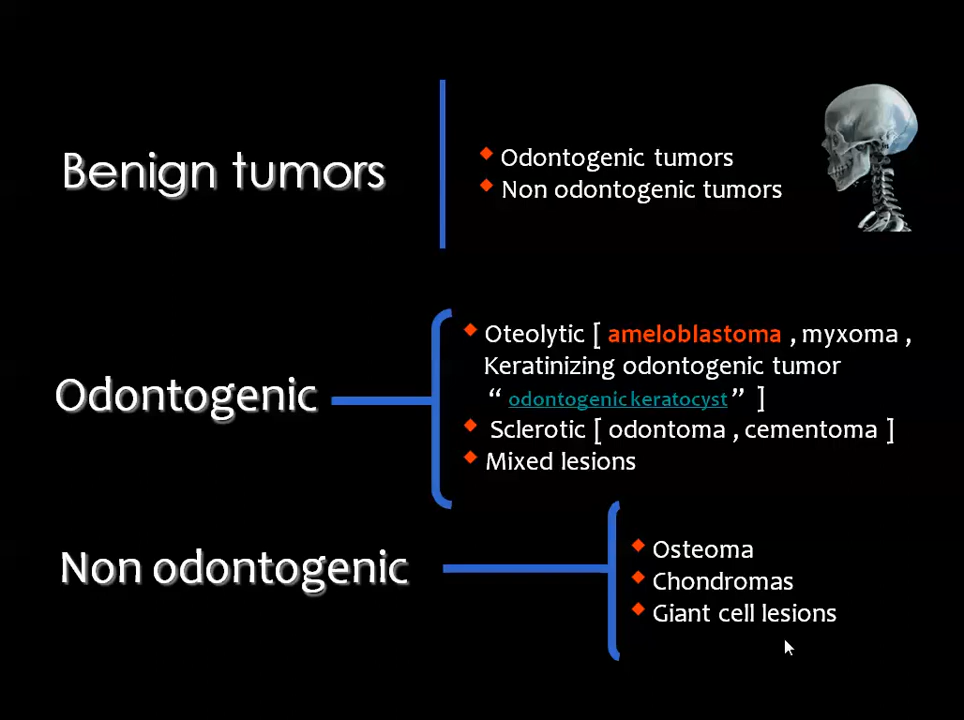 Benign tumors
Odontogenic tumors
Non odontogenic tumors
Odontogenic
Oteolytic [ ameloblastoma , myxoma ,
Keratinizing odontogenic tumor
“ odontogenic keratocyst ” ]
Sclerotic [ odontoma , cementoma ]
Mixed lesions
Non odontogenic
Osteoma
Chondromas
Giant cell lesions